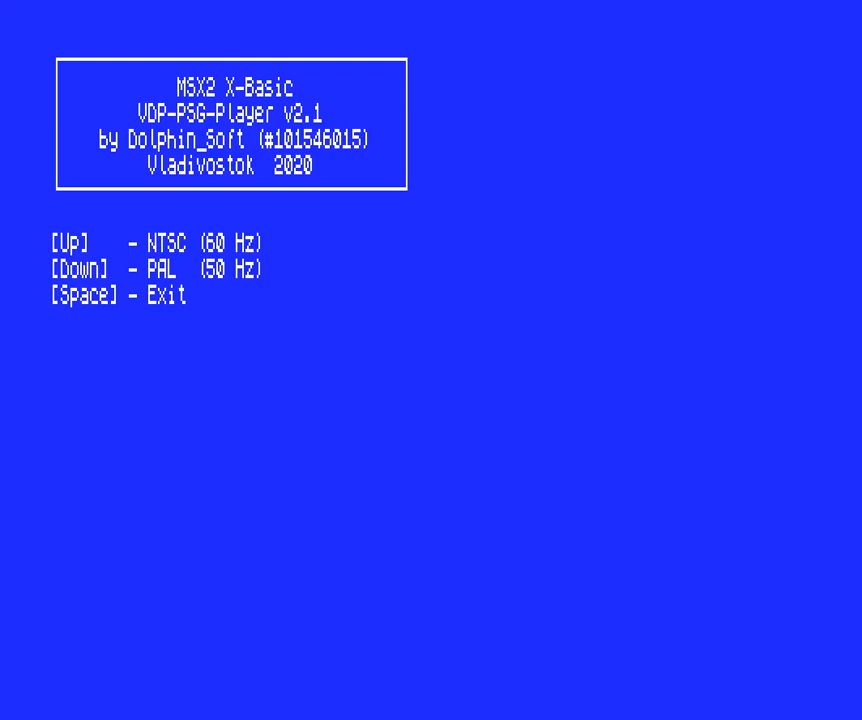 MSX2 X-Basic
VDP-PSG-Player v2.1
by Dolphin_Soft (#101546015)
Vladivostok  2020
[Up]    - NTSC (60 Hz)
[Down]  - PAL  (50 Hz)
[Space] - Exit